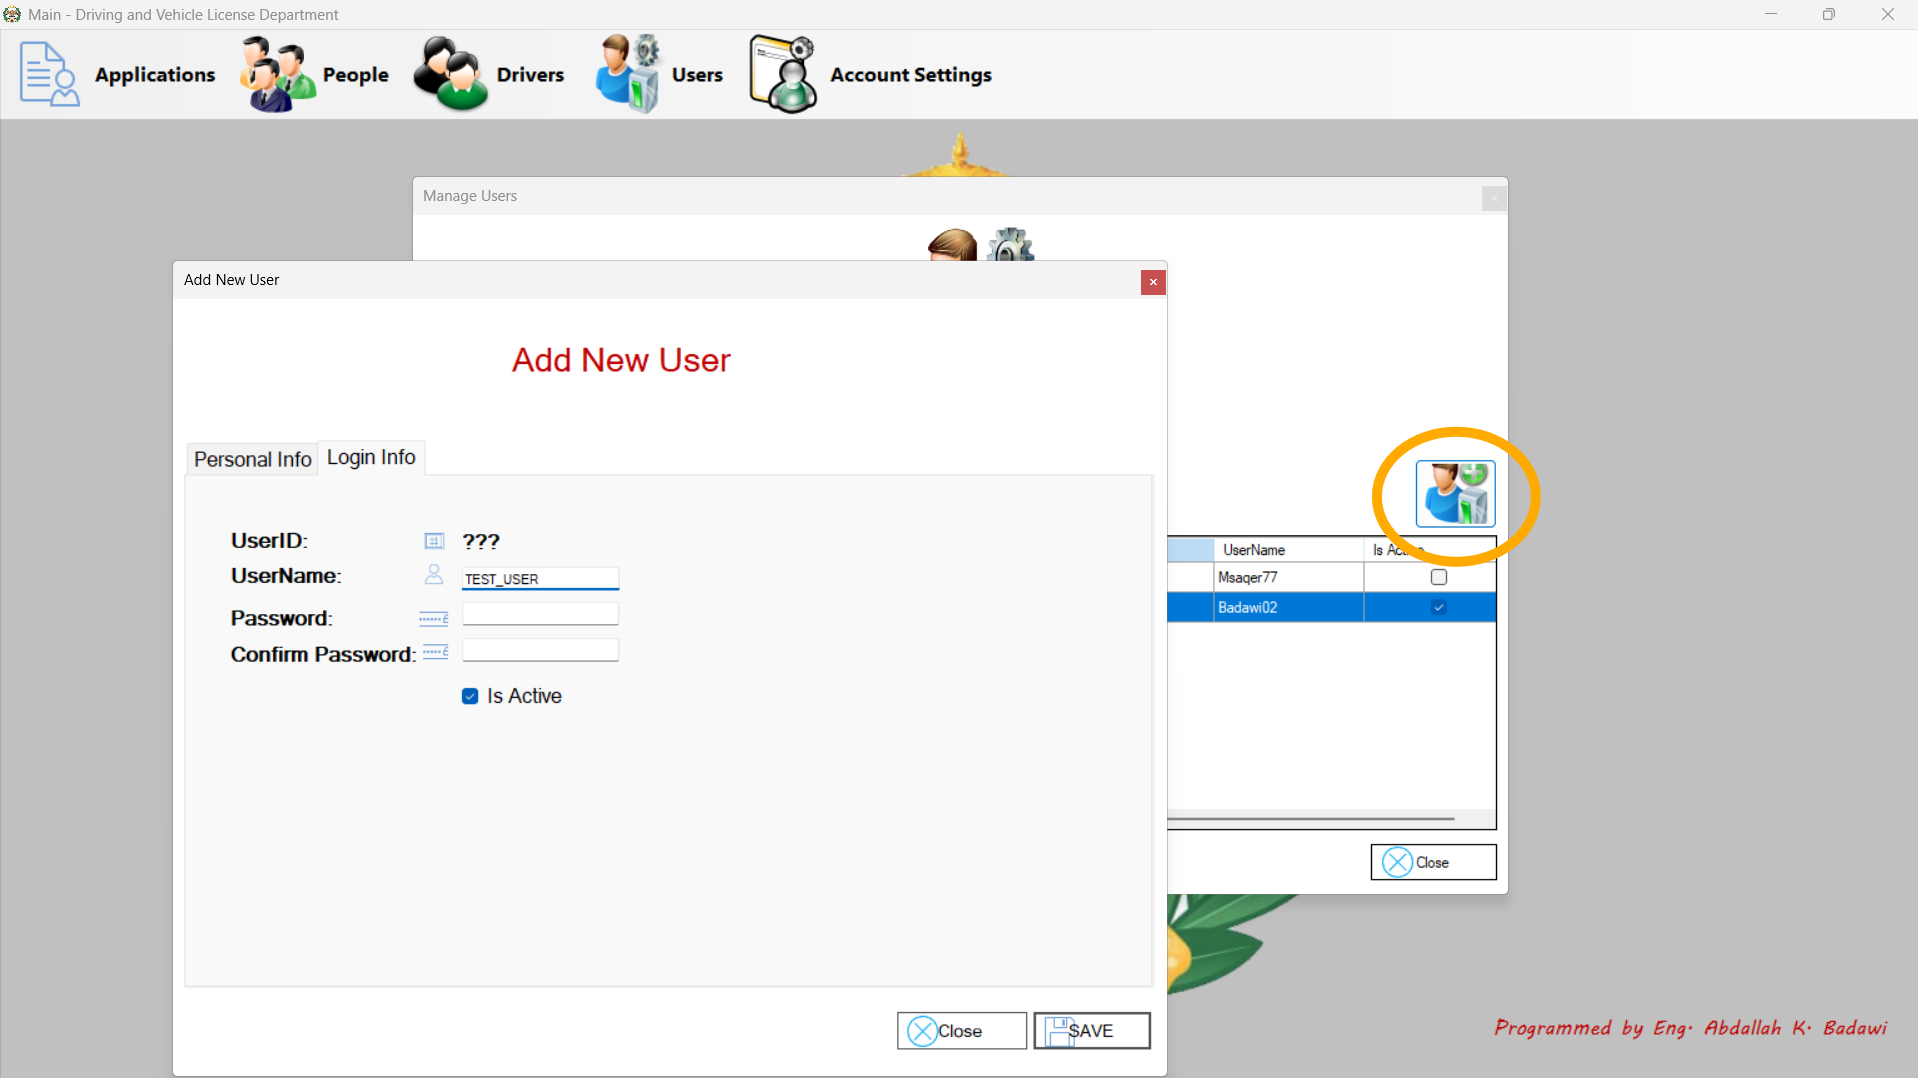 Main - Driving and Vehicle License Department
Applications
People
Drivers
Users
Account Settings
Manage Users
Add New User
Add New User
Personal Info
Login Info
UserID:
???
UserName:
TEST_USER
Password:
Confirm Password:
Is Active
UserName
Is Active
Msaqer77
Badawi02
Close
Close
SAVE
Programmed by Eng. Abdallah K. Badawi